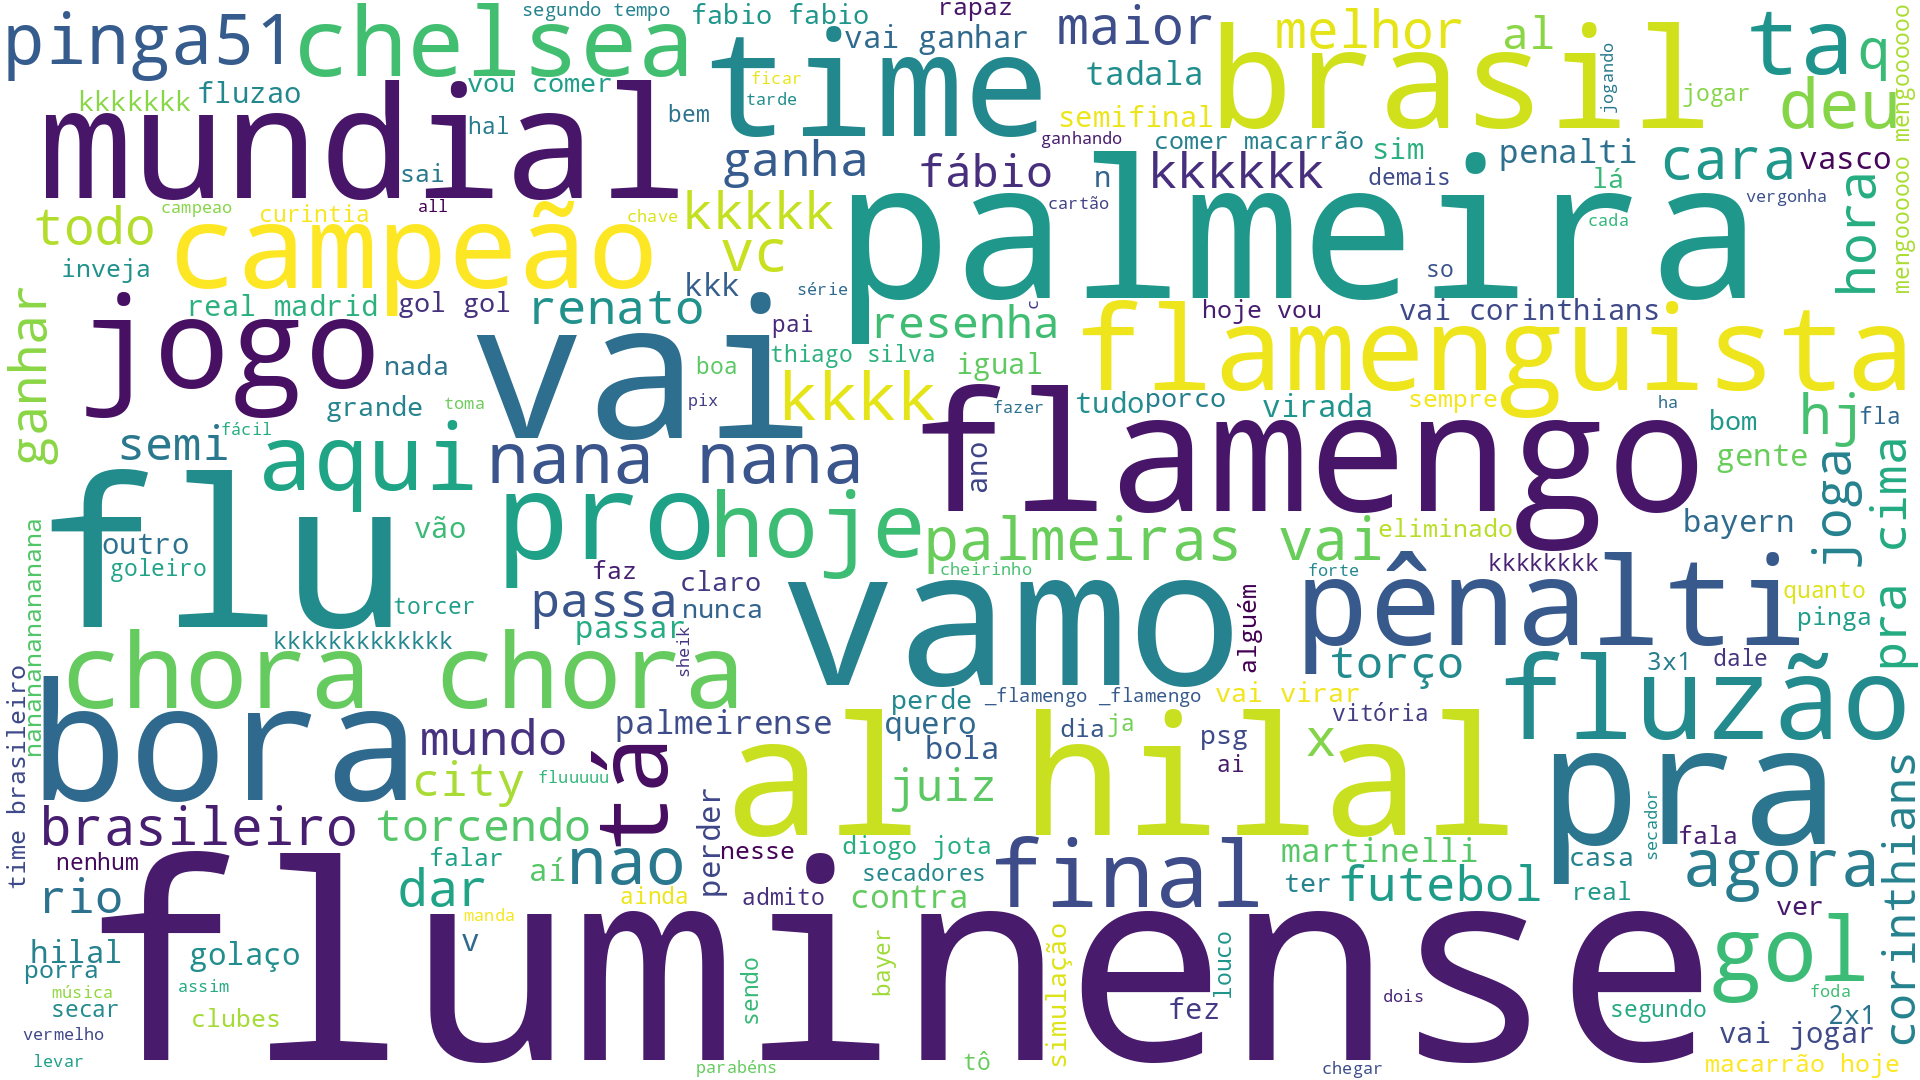 pinga51
chelsea
segundo tempo
fabio fabio
rapaz
vai ganhar
maior
melhor
al
brasil
ta
q
deu
time
ficar
tarde
tadala
semifinal
jogando
jogar
mengoooooo mengoooooo
kkkkkkk
fluzao
vou comer
bem
mundial
hal
sai
ganha
ganhando
comer macarrão
sim
penalti
cara
vasco
fábio
n
kkkkkk
demais
lá
hora
vergonha
todo
campeao
curintia
all
chave
kkkkk
vc
cartão
palmeira
cada
inveja
campeão
so
real madrid
gol gol
renato
kkk
série
pai
resenha
c
hoje vou
vai corinthians
ganhar
jogo
nada
vai
boa
thiago silva
igual
flamenguista
grande
toma
pix
kkkk
fazer
tudo
porco
virada
sempre
ha
bom
hj
fla
semi
fácil
aqui
nana nana
flamengo
ano
gente
joga
pra cima
flu
pro
hoje
palmeiras vai
eliminado
bayern
nanananananananana
outro
goleiro
vão
faz
claro
cheirinho
forte
kkkkkkkk
passa
nunca
vamo
pênalti
quanto
pinga
torcer
passar
kkkkkkkkkkkkk
sheik
alguém
chora chora
torço
3x1
dale
fluzão
time brasileiro
bora
mundo
palmeirense
perde
_flamengo _flamengo
vai virar
quero
bola
dia
ja
vitória
psg
ai
x
city
fluuuuu
tá
al hilal
juiz
pra
brasileiro
torcendo
perder
nesse
diogo jota
secador
fala
corinthians
nenhum
falar
aí
nao
secadores
final
martinelli
casa
agora
rio
dar
ainda
admito
contra
ter
futebol
real
ver
manda
v
fluminense
gol
hilal
golaço
porra
música
assim
secar
clubes
vermelho
levar
sendo
bayer
simulação
louco
fez
dois
foda
segundo
2x1
vai jogar
parabéns
tô
chegar
macarrão hoje